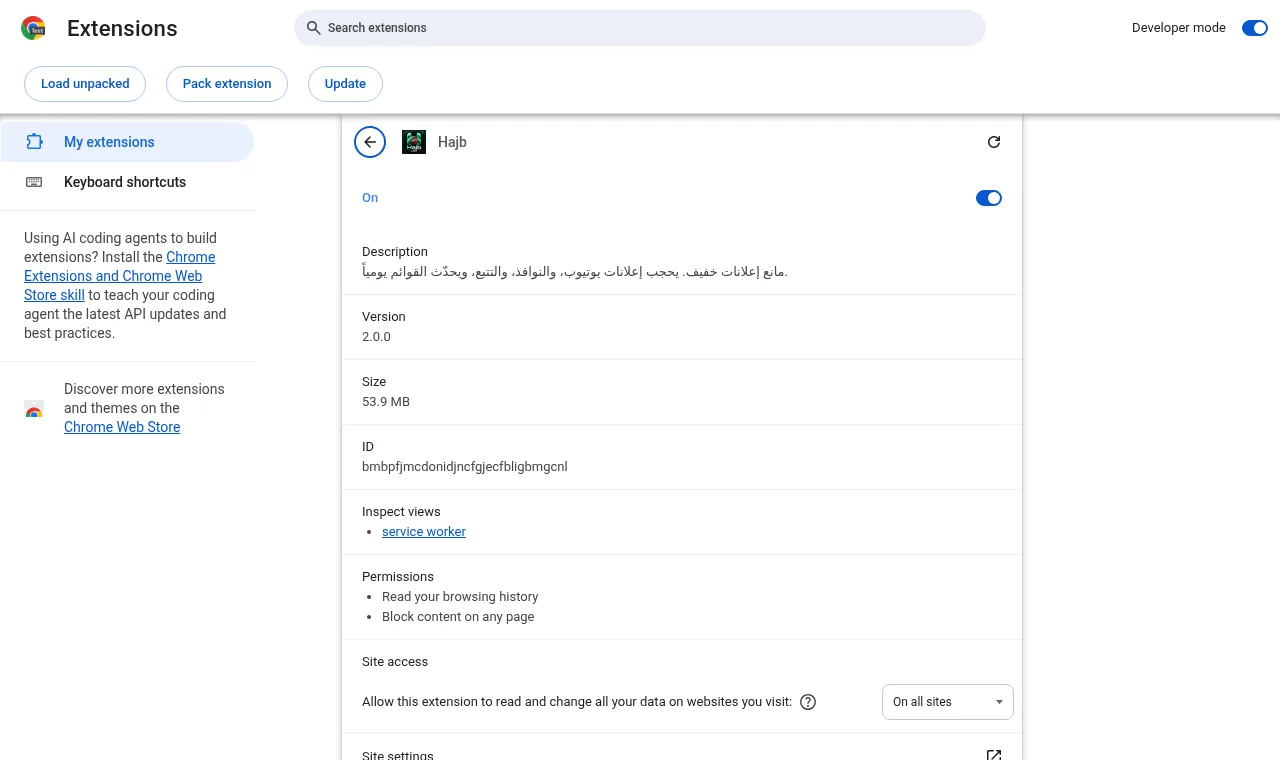 Extensions
Search extensions
Developer mode
Load unpacked
Pack extension
Update
My extensions
Keyboard shortcuts
Using AI coding agents to build
extensions? Install the Chrome
Extensions and Chrome Web
Store skill to teach your coding
agent the latest API updates and
best practices.
Discover more extensions
and themes on the
Chrome Web Store
Hajb
On
Description
مانع إعلانات خفيف. يحجب إعلانات يوتيوب، والنوافذ، والتتبع، ويحدّث القوائم يومياً.
Version
2.0.0
Size
53.9 MB
ID
bmbpfjmcdonidjncfgjecfbligbmgcnl
Inspect views
service worker
Permissions
Read your browsing history
Block content on any page
Site access
Allow this extension to read and change all your data on websites you visit:
On all sites
Site settings